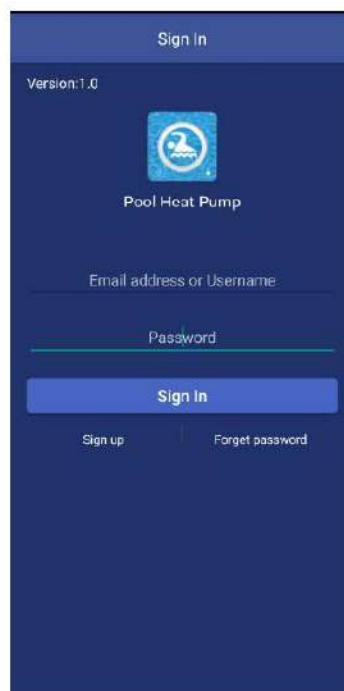 Sign In
Version:1.0
Pool Heat Pump
Email address or Username
Password
Sign In
Sign up
Forget password